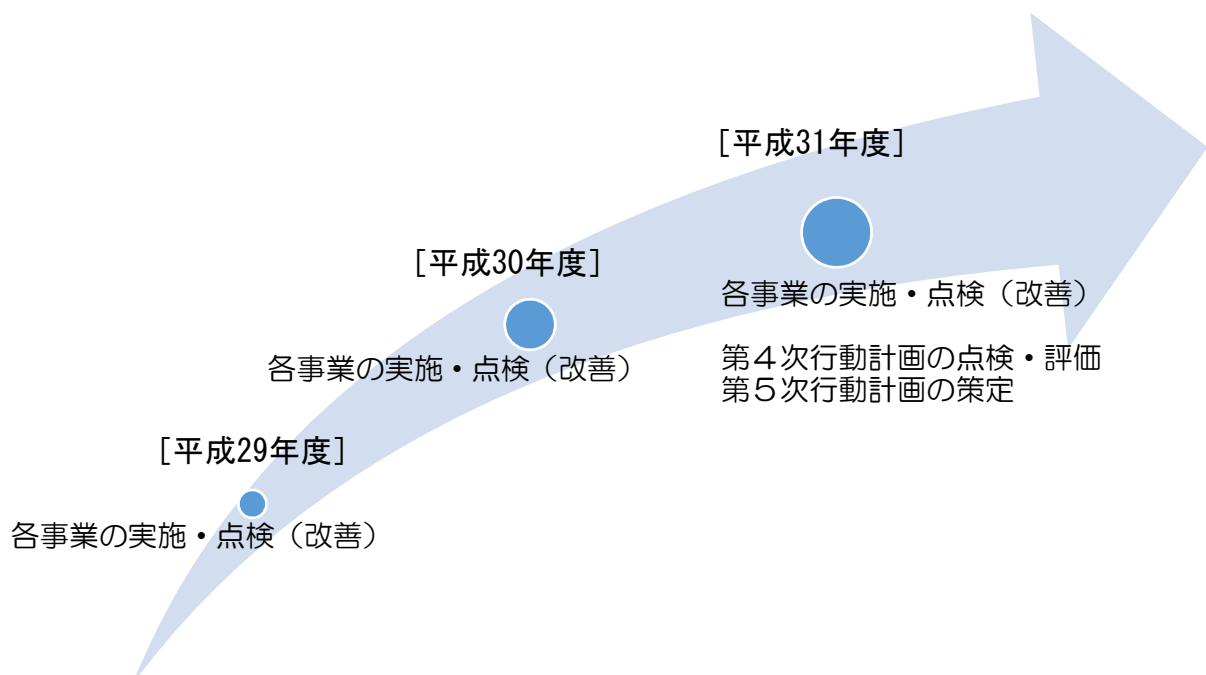 [平成29年度]
各事業の実施・点検（改善）
[平成30年度]
各事業の実施・点検（改善）
[平成31年度]
各事業の実施・点検（改善）
第４次行動計画の点検・評価
第５次行動計画の策定